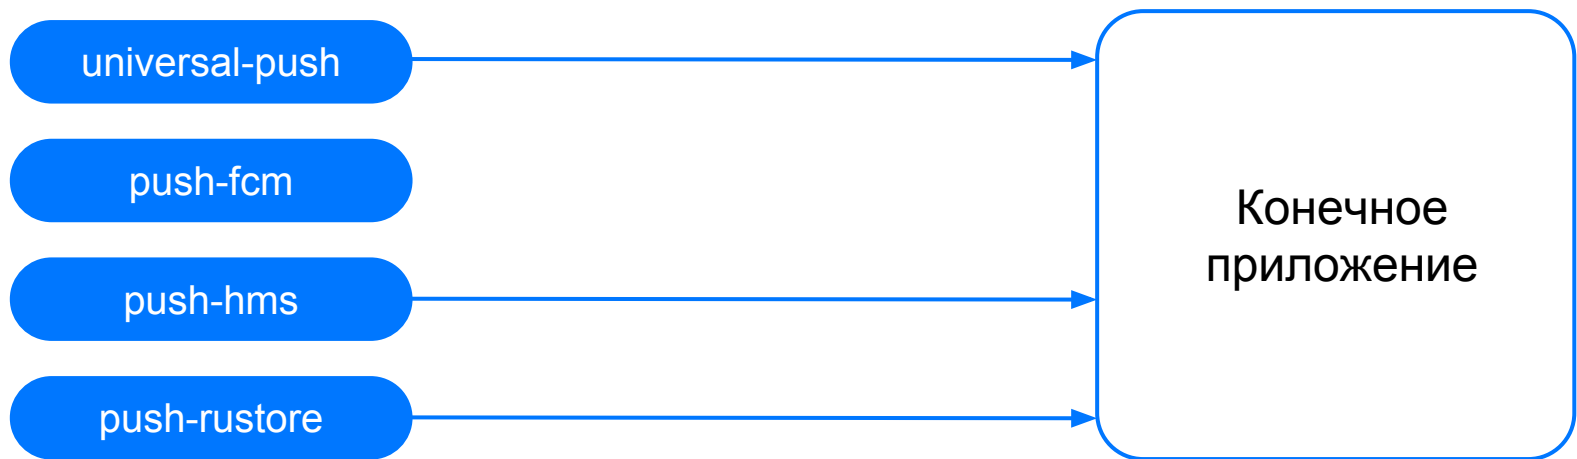 universal-push
push-fcm
push-hms
push-rustore
Конечное
приложение